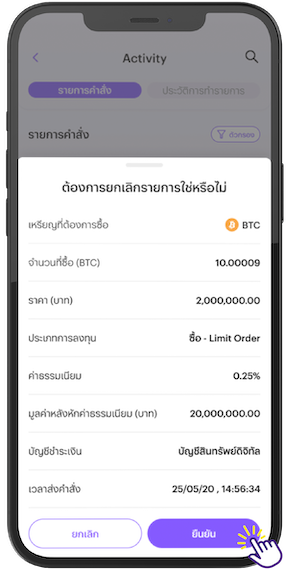 Activity
รายการคำสั่ง
ประวัติการทำรายการ
รายการคำสั่ง
ตัวกรอง
ต้องการยกเลิกรายการใช่หรือไม่
เหรียญที่ต้องการซื้อ BTC
จำนวนที่ซื้อ (BTC) 10.00009
ราคา (บาท) 2,000,000.00
ประเภทการลงทุน ซื้อ - Limit Order
ค่าธรรมเนียม 0.25%
มูลค่าหลังหักค่าธรรมเนียม (บาท) 20,000,000.00
บัญชีชำระเงิน บัญชีสินทรัพย์ดิจิทัล
เวลาส่งคำสั่ง 25/05/20 , 14:56:34
ยกเลิก ยืนยัน